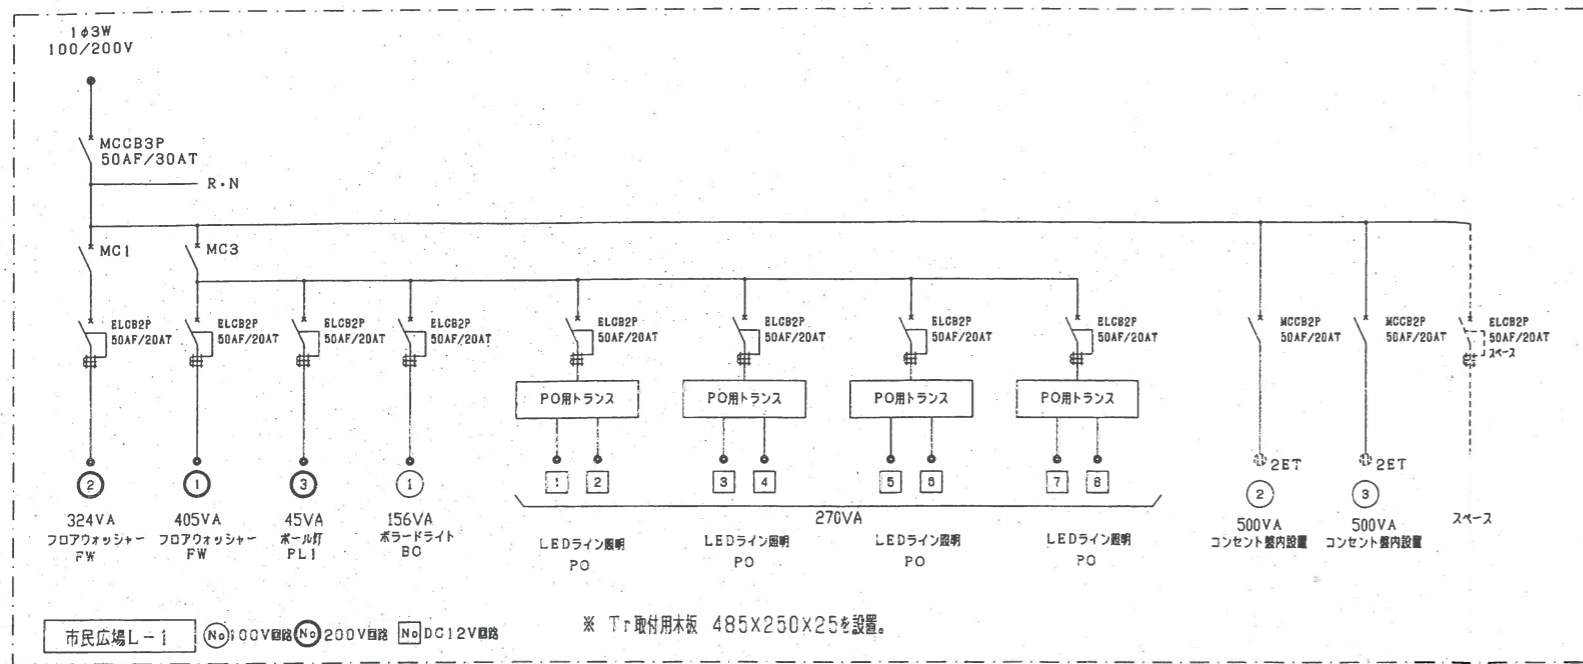 1φ3W
100/200V
MCCB3P
50AF/30AT
R・N
MC1
MC3
ELCB2P
50AF/20AT
ELCB2P
50AF/20AT
ELCB2P
50AF/20AT
ELCB2P
50AF/20AT
ELCB2P
50AF/20AT
ELCB2P
50AF/20AT
ELCB2P
50AF/20AT
ELCB2P
50AF/20AT
MCCB2P
50AF/20AT
MCCB2P
50AF/20AT
ELCB2P
50AF/20AT
スペース
PO用トランス
PO用トランス
PO用トランス
PO用トランス
2ET
2ET
2
1
3
1
1
2
3
4
5
6
7
8
2
3
324VA
フロアウォッシャー
FW
405VA
フロアウォッシャー
FW
45VA
ポール灯
PL1
156VA
ボラードライト
BO
270VA
LEDライン照明
PO
LEDライン照明
PO
LEDライン照明
PO
LEDライン照明
PO
500VA
コンセント盤内設置
500VA
コンセント盤内設置
スペース
市民広場L-1
No 100V回路 No 200V回路 No DC12V回路
※ Tr取付用木板 485X250X25を設置。